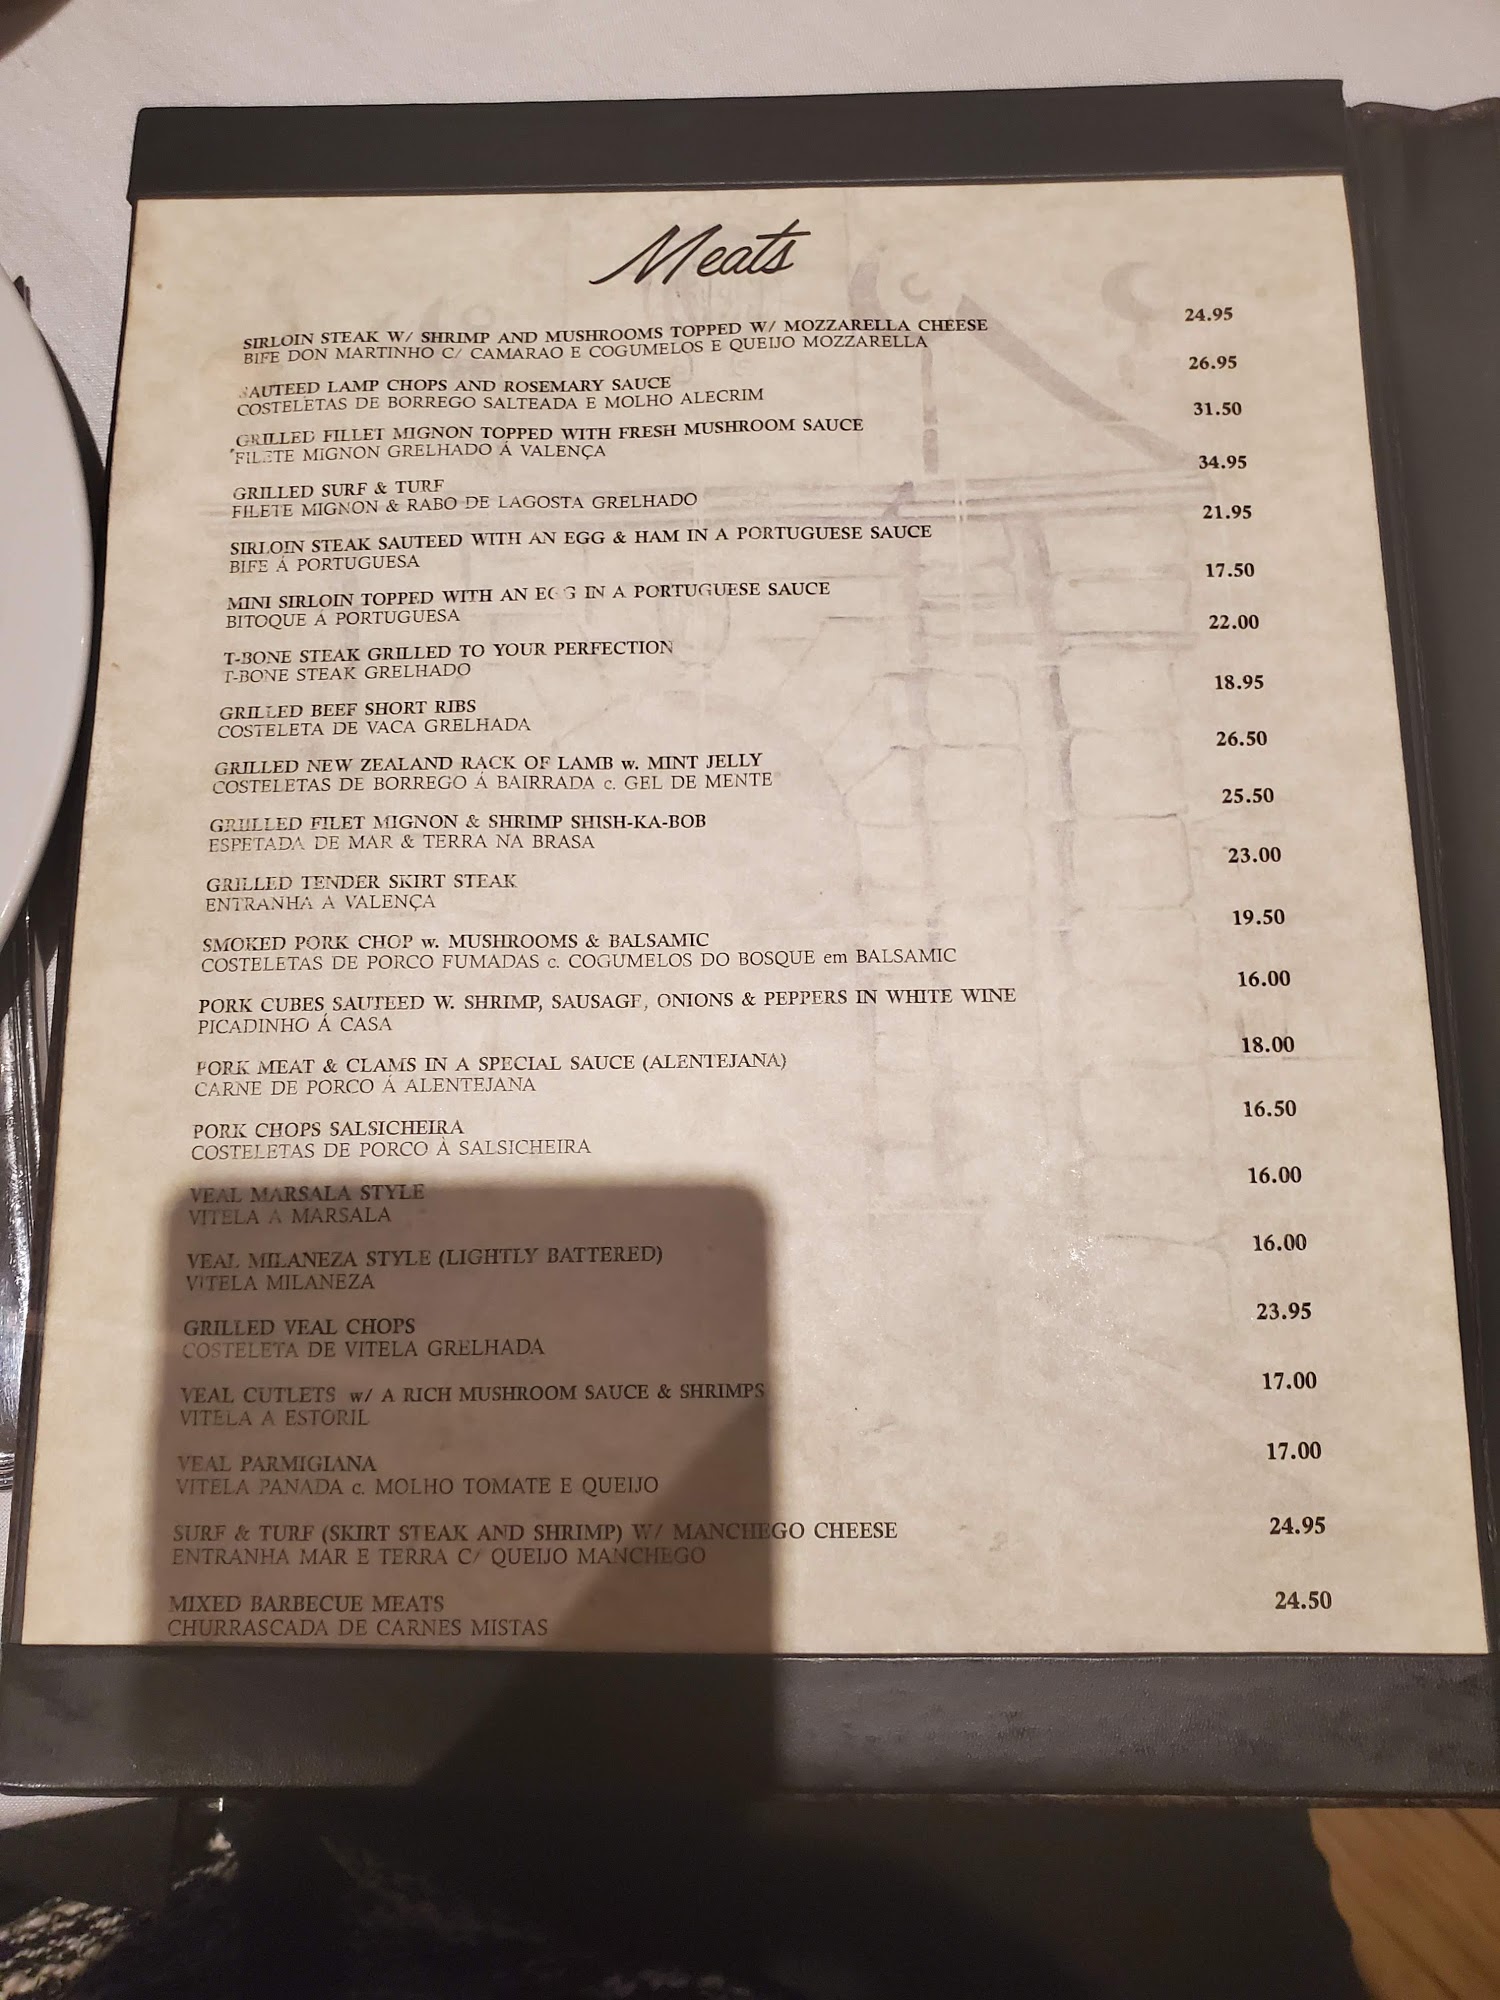 Meats
SIRLOIN STEAK W/ SHRIMP AND MUSHROOMS TOPPED W/ MOZZARELLA CHEESE 24.95
BIFE DON MARTINHO C/ CAMARAO E COGUMELOS E QUEIJO MOZZARELLA
SAUTEED LAMP CHOPS AND ROSEMARY SAUCE 26.95
COSTELETAS DE BORREGO SALTEADA E MOLHO ALECRIM
GRILLED FILLET MIGNON TOPPED WITH FRESH MUSHROOM SAUCE 31.50
FILETE MIGNON GRELHADO Á VALENÇA
GRILLED SURF & TURF 34.95
FILETE MIGNON & RABO DE LAGOSTA GRELHADO
SIRLOIN STEAK SAUTEED WITH AN EGG & HAM IN A PORTUGUESE SAUCE 21.95
BIFE Á PORTUGUESA
MINI SIRLOIN TOPPED WITH AN EGG IN A PORTUGUESE SAUCE 17.50
BITOQUE A PORTUGUESA
T-BONE STEAK GRILLED TO YOUR PERFECTION 22.00
T-BONE STEAK GRELHADO
GRILLED BEEF SHORT RIBS 18.95
COSTELETA DE VACA GRELHADA
GRILLED NEW ZEALAND RACK OF LAMB w. MINT JELLY 26.50
COSTELETAS DE BORREGO Á BAIRRADA c. GEL DE MENTE
GRILLED FILET MIGNON & SHRIMP SHISH-KA-BOB 25.50
ESPETADA DE MAR & TERRA NA BRASA
GRILLED TENDER SKIRT STEAK 23.00
ENTRANHA A VALENÇA
SMOKED PORK CHOP w. MUSHROOMS & BALSAMIC 19.50
COSTELETAS DE PORCO FUMADAS c. COGUMELOS DO BOSQUE em BALSAMIC
PORK CUBES SAUTEED W. SHRIMP, SAUSAGE, ONIONS & PEPPERS IN WHITE WINE 16.00
PICADINHO Á CASA
PORK MEAT & CLAMS IN A SPECIAL SAUCE (ALENTEJANA) 18.00
CARNE DE PORCO Á ALENTEJANA
PORK CHOPS SALSICHEIRA 16.50
COSTELETAS DE PORCO À SALSICHEIRA
VEAL MARSALA STYLE 16.00
VITELA A MARSALA
VEAL MILANEZA STYLE (LIGHTLY BATTERED) 16.00
VITELA MILANEZA
GRILLED VEAL CHOPS 23.95
COSTELETA DE VITELA GRELHADA
VEAL CUTLETS w/ A RICH MUSHROOM SAUCE & SHRIMPS 17.00
VITELA A ESTORIL
VEAL PARMIGIANA 17.00
VITELA PANADA c. MOLHO TOMATE E QUEIJO
SURF & TURF (SKIRT STEAK AND SHRIMP) W/ MANCHEGO CHEESE 24.95
ENTRANHA MAR E TERRA C/ QUEIJO MANCHEGO
MIXED BARBECUE MEATS 24.50
CHURRASCADA DE CARNES MISTAS